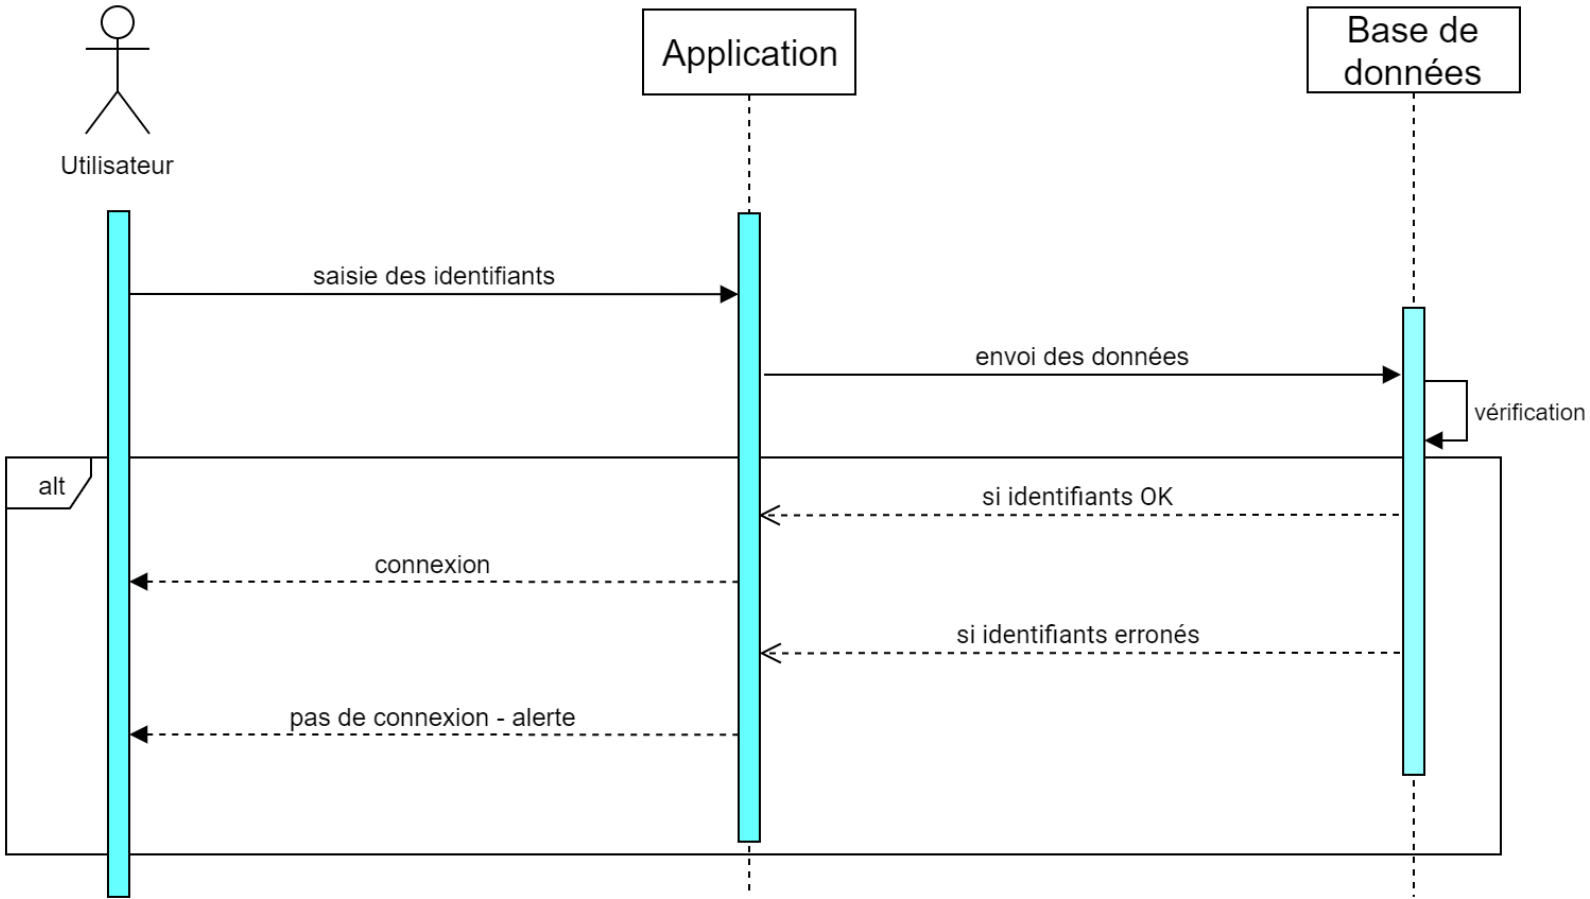 Application
Base de
données
Utilisateur
saisie des identifiants
envoi des données
vérification
alt
si identifiants OK
connexion
si identifiants erronés
pas de connexion - alerte